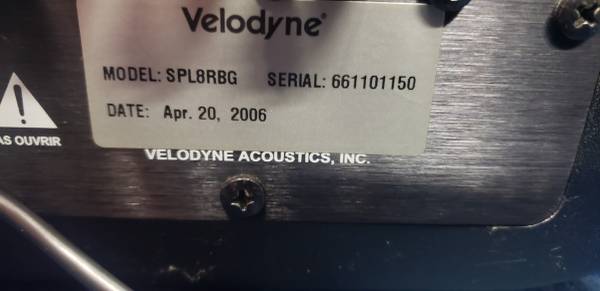 Velodyne®
MODEL: SPL8RBG SERIAL: 661101150
DATE: Apr. 20, 2006
AS OUVRIR
VELODYNE ACOUSTICS, INC.